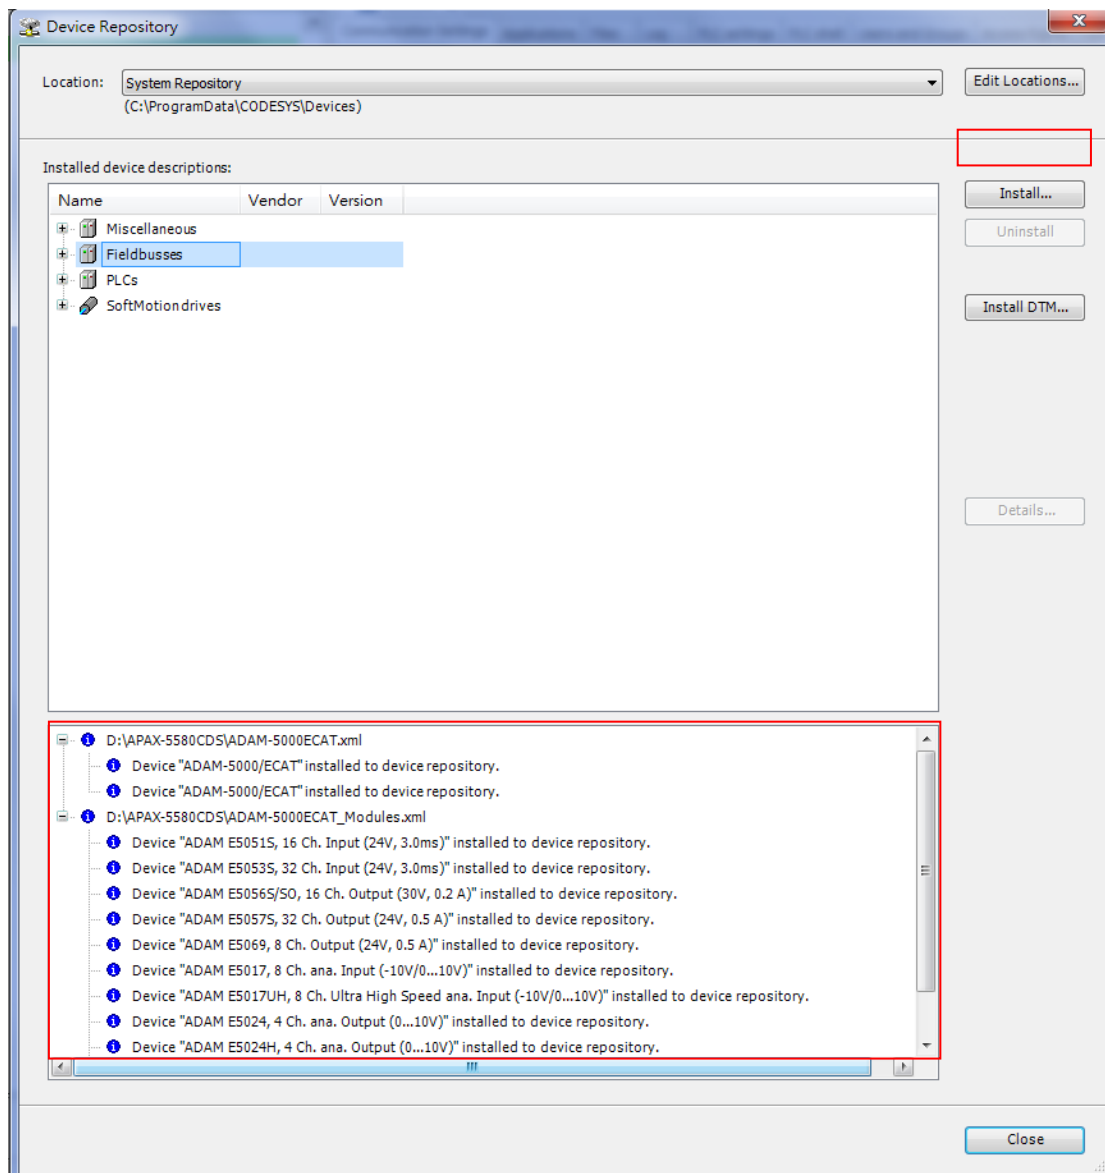 Device Repository
Location: System Repository Edit Locations...
(C:\ProgramData\CODESYS\Devices)
Installed device descriptions:
Name Vendor Version
Install...
Miscellaneous
Uninstall
Fieldbusses
PLCs
SoftMotion drives
Install DTM...
Details...
D:\APAX-5580CDS\ADAM-5000ECAT.xml
Device "ADAM-5000/ECAT" installed to device repository.
Device "ADAM-5000/ECAT" installed to device repository.
D:\APAX-5580CDS\ADAM-5000ECAT_Modules.xml
Device "ADAM E5051S, 16 Ch. Input (24V, 3.0ms)" installed to device repository.
Device "ADAM E5053S, 32 Ch. Input (24V, 3.0ms)" installed to device repository.
Device "ADAM E5056S/SO, 16 Ch. Output (30V, 0.2 A)" installed to device repository.
Device "ADAM E5057S, 32 Ch. Output (24V, 0.5 A)" installed to device repository.
Device "ADAM E5069, 8 Ch. Output (24V, 0.5 A)" installed to device repository.
Device "ADAM E5017, 8 Ch. ana. Input (-10V/0...10V)" installed to device repository.
Device "ADAM E5017UH, 8 Ch. Ultra High Speed ana. Input (-10V/0...10V)" installed to device repository.
Device "ADAM E5024, 4 Ch. ana. Output (0...10V)" installed to device repository.
Device "ADAM E5024H, 4 Ch. ana. Output (0...10V)" installed to device repository.
Close